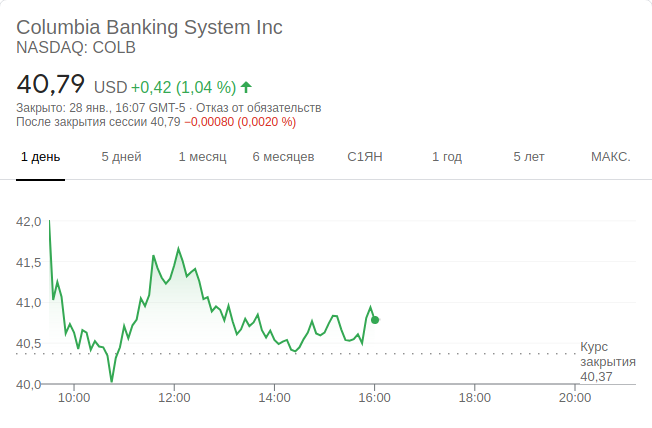 Columbia Banking System Inc
NASDAQ: COLB
40,79 USD +0,42 (1,04 %)
Закрыто: 28 янв., 16:07 GMT-5 · Отказ от обязательств
После закрытия сессии 40,79 −0,00080 (0,0020 %)
1 день 5 дней 1 месяц 6 месяцев С1ЯН 1 год 5 лет МАКС.
42,0
41,5
41,0
40,5
40,0
Курс
закрытия
40,37
10:00 12:00 14:00 16:00 18:00 20:00